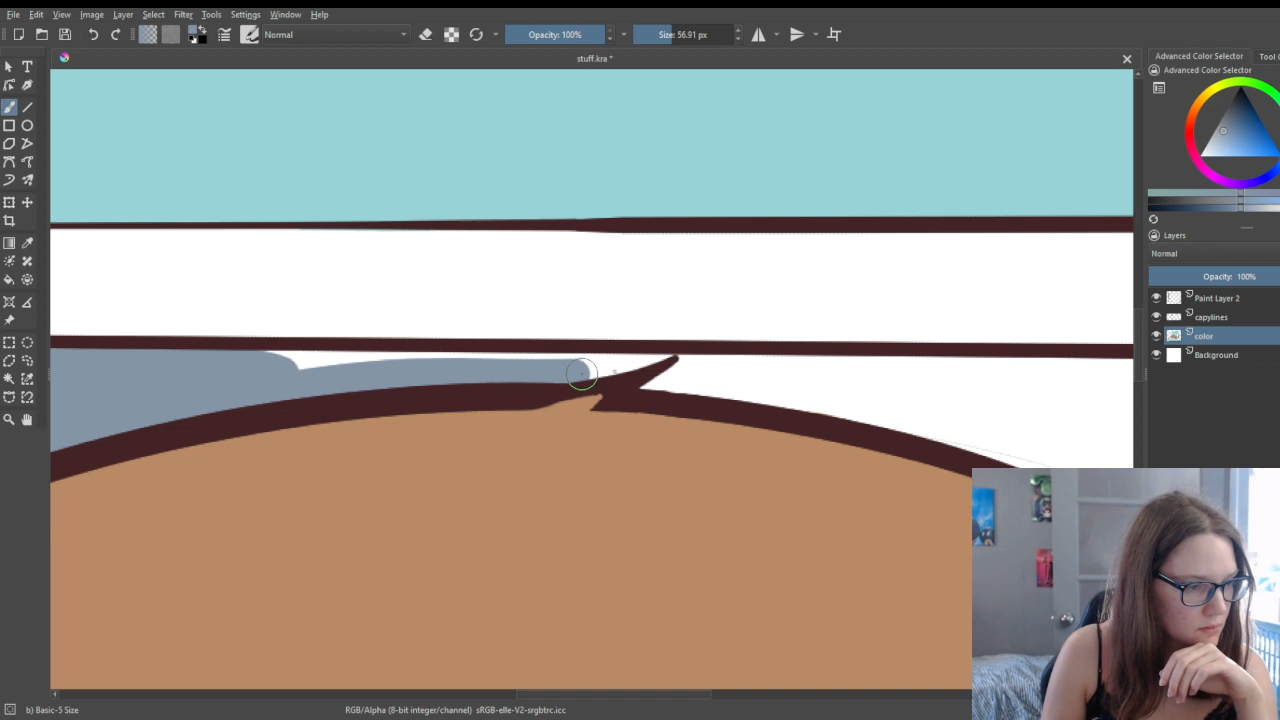 File Edit View Image Layer Select Filter Tools Settings Window Help
Normal Opacity: 100% Size: 56.91 px
stuff.kra *
Advanced Color Selector
Advanced Color Selector
Layers
Normal
Opacity: 100%
Paint Layer 2
capylines
color
Background
b) Basic-5 Size RGB/Alpha (8-bit integer/channel) sRGB-elle-V2-srgbtrc.icc